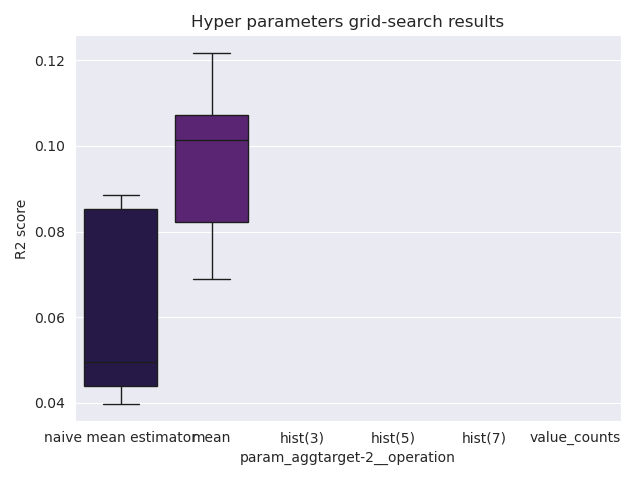 Hyper parameters grid-search results
0.12
0.10
0.08
0.06
0.04
R2 score
naive mean estimator mean hist(3) hist(5) hist(7) value_counts
param_aggtarget-2__operation